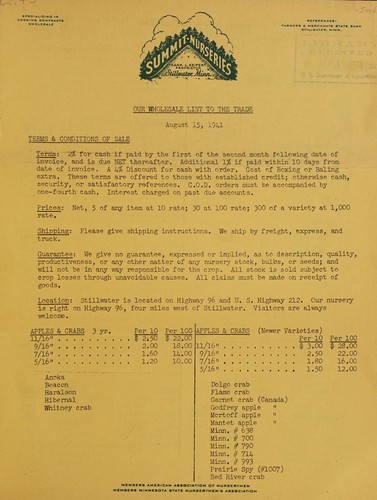 SPECIALIZING IN
GROWING CONTRACTS
WHOLESALE
REFERENCES:
FARMERS & MERCHANTS STATE BANK
STILLWATER, MINN.
SUMMIT NURSERIES
PROPRIETOR
Stillwater, Minn.
OUR WHOLESALE LIST TO THE TRADE
August 15, 1941
TERMS & CONDITIONS OF SALE
Terms: 2% for cash if paid by the first of the second month following date of
invoice, and is due NET thereafter. Additional 1% if paid within 10 days from
date of invoice. A 4% Discount for cash with order. Cost of Boxing or Baling
extra. These terms are offered to those with established credit; otherwise cash,
security, or satisfactory references. C.O.D. orders must be accompanied by
one-fourth cash. Interest charged on past due accounts.
Prices: Net, 5 of any item at 10 rate; 30 at 100 rate; 300 of a variety at 1,000
rate.
Shipping: Please give shipping instructions. We ship by freight, express, and
truck.
Guarantee: We give no guarantee, expressed or implied, as to description, quality,
productiveness, or any other matter of any nursery stock, bulbs, or seeds; and
will not be in any way responsible for the crop. All stock is sold subject to
crop losses through unavoidable causes. All claims must be made on receipt of
goods.
Location: Stillwater is located on Highway 96 and U. S. Highway 212. Our nursery
is right on Highway 96, four miles west of Stillwater. Visitors are always
welcome.
APPLES & CRABS 3 yr. Per 10 Per 100
11/16" . . . . . . . . . . $ 2.50 $ 22.00
9/16" . . . . . . . . . . 2.00 18.00
7/16" . . . . . . . . . . 1.60 14.00
5/16" . . . . . . . . . . 1.20 10.00
Anoka
Beacon
Haralson
Hibernal
Whitney crab
APPLES & CRABS (Newer Varieties)
Per 10 Per 100
11/16" . . . . . . . . . . $ 3.00 $ 28.00
9/16" . . . . . . . . . . 2.50 22.00
7/16" . . . . . . . . . . 1.80 16.00
5/16" . . . . . . . . . . 1.50 12.00
Dolgo crab
Flame crab
Garnet crab (Canada)
Godfrey apple "
Mortoff apple "
Mantet apple "
Minn. # 638
Minn. # 700
Minn. # 790
Minn. # 714
Minn. # 993
Prairie Spy (#1007)
Red River crab
MEMBERS AMERICAN ASSOCIATION OF NURSERYMEN
MEMBERS MINNESOTA STATE NURSERYMEN'S ASSOCIATION